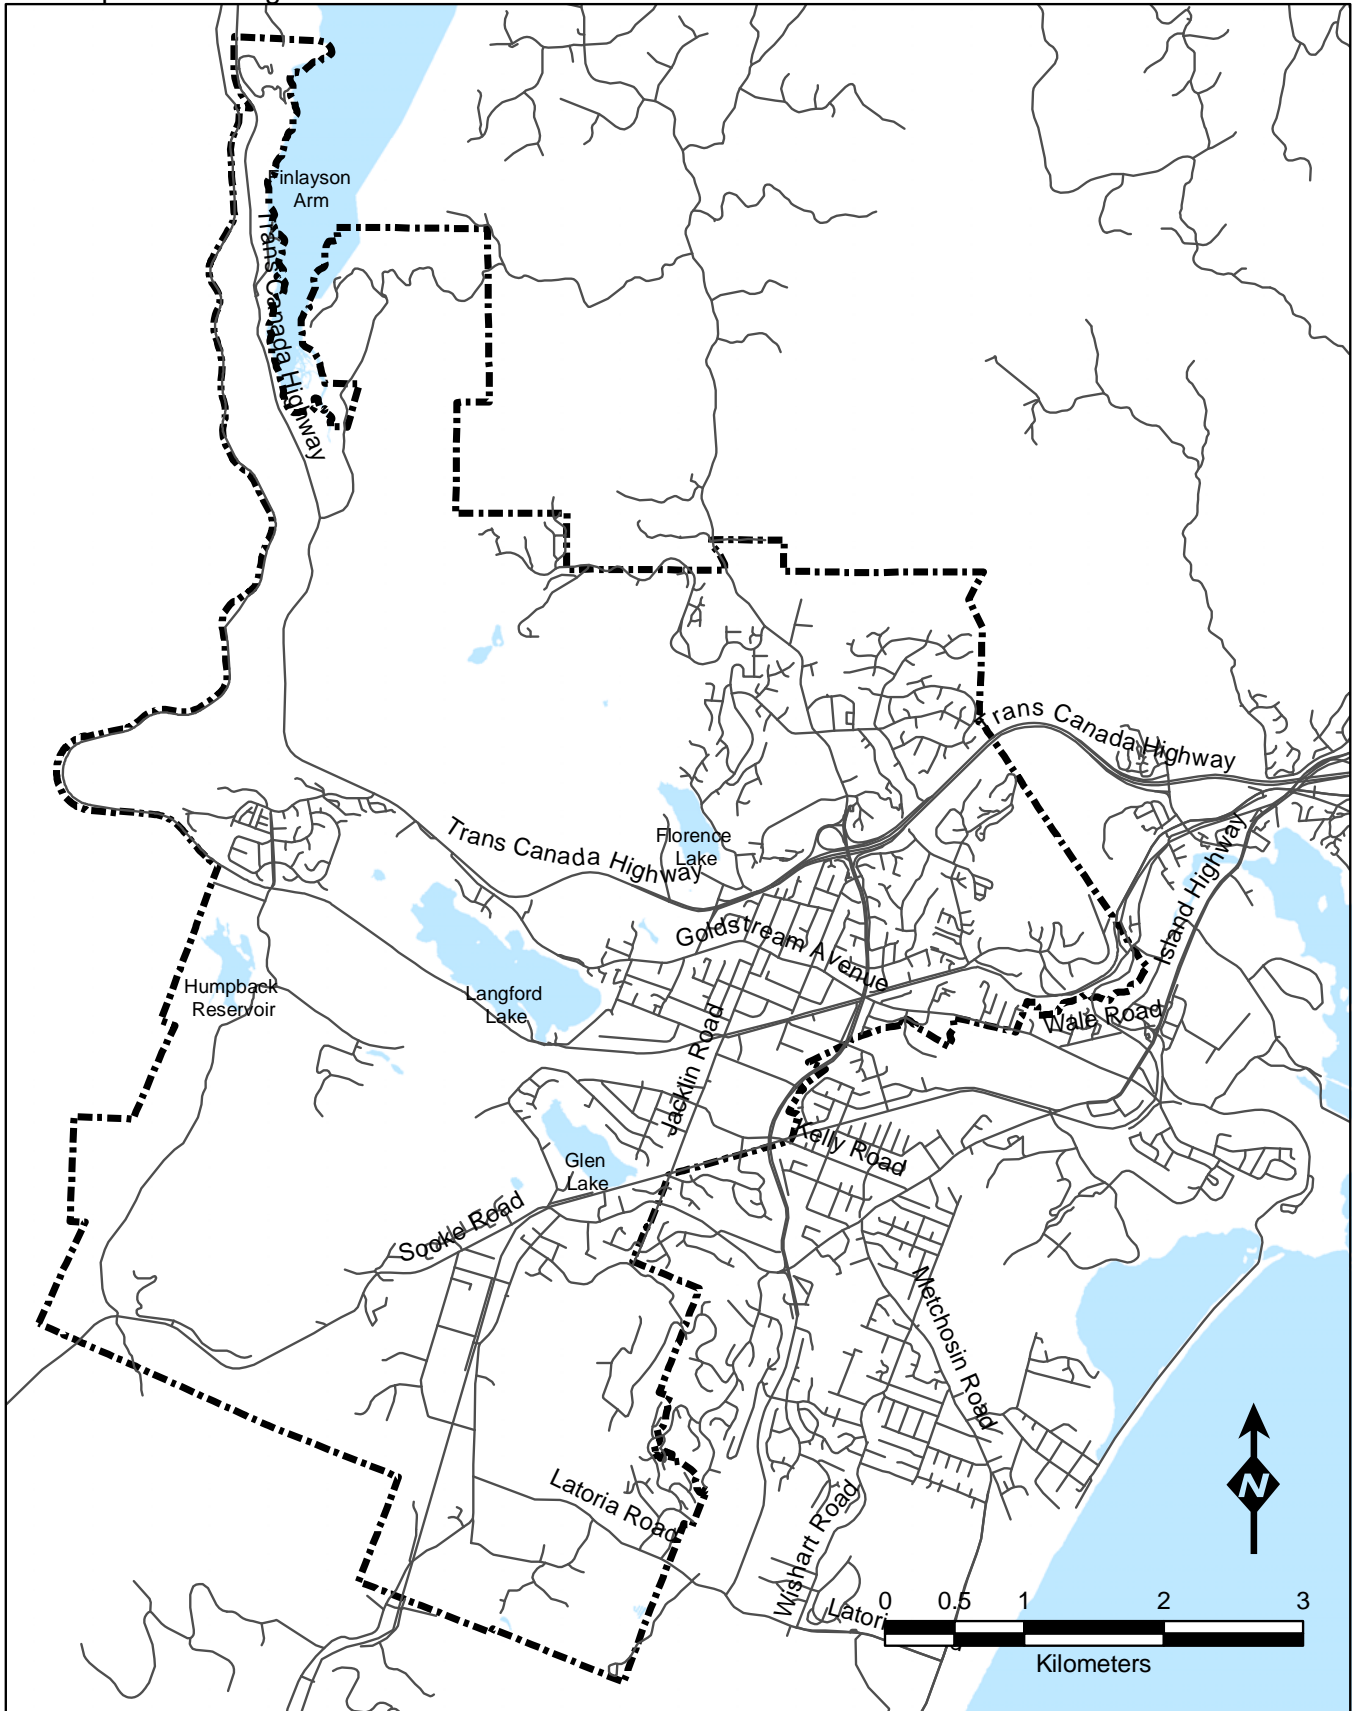 Finlayson
Arm
Trans Canada Highway
Trans Canada Highway
Trans Canada Highway
Florence
Lake
Island Highway
Goldstream Avenue
Humpback
Reservoir
Langford
Lake
Wale Road
Jacklin Road
Kelly Road
Glen
Lake
Sooke Road
Metchosin Road
Latoria Road
Wishart Road
N
0 0.5 1 2 3
Kilometers